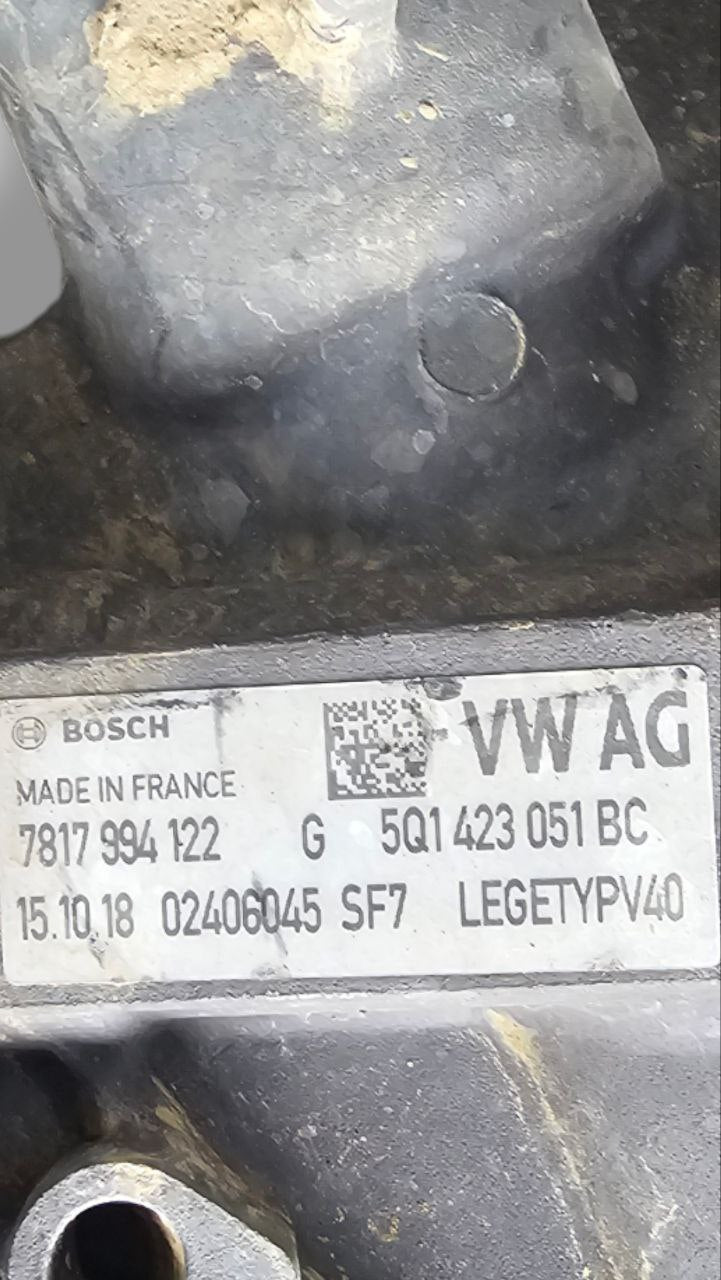 BOSCH
VW AG
MADE IN FRANCE
7817 994 122 G 5Q1 423 051 BC
15.10.18 02406045 SF7 LEGETYPV40